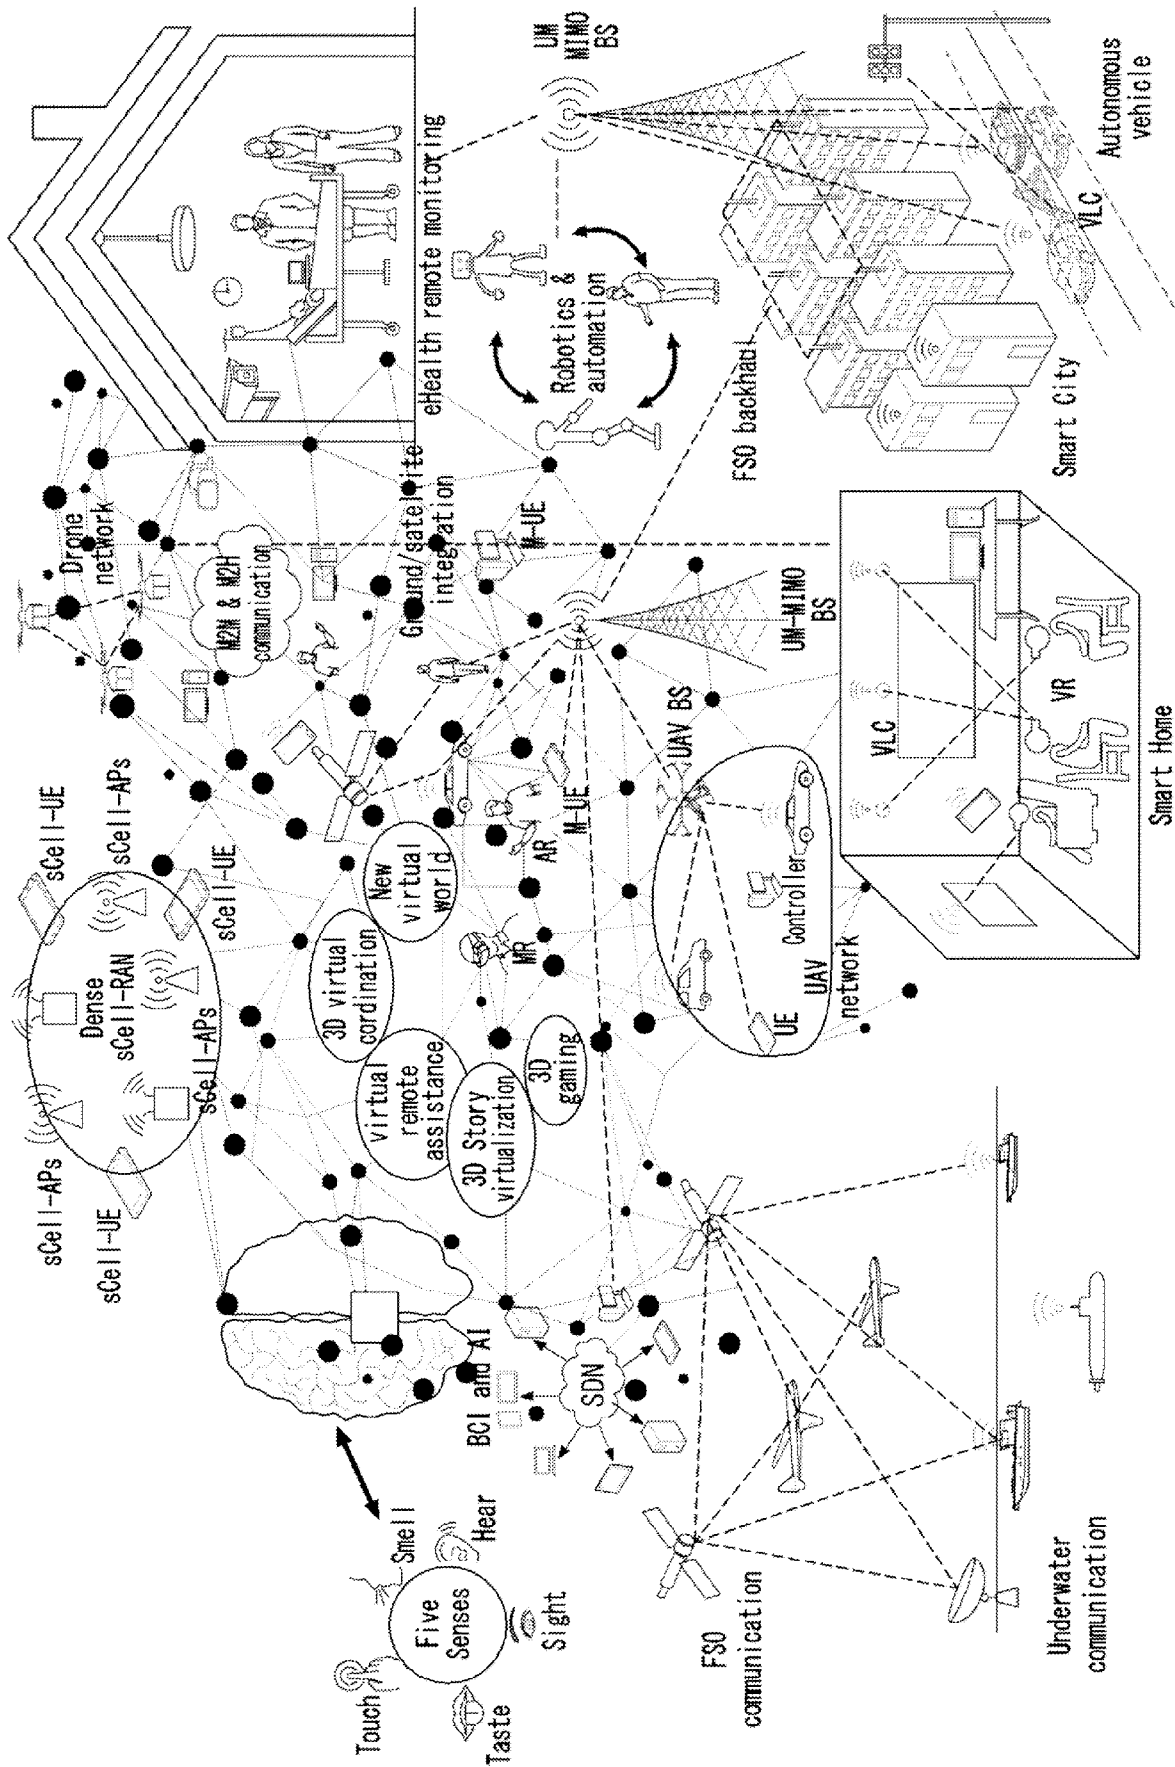 Touch
Smell
Five
Senses
Hear
Taste
Sight
BCI and AI
SDN
FSO
communication
Underwater
communication
sCell-APs
sCell-UE
Dense
sCell-RAN
sCell-APs
sCell-UE
sCell-APs
sCell-UE
3D virtual
cordination
New
virtual
world
virtual
remote
assistance
3D Story
virtualization
3D
gaming
MR
AR
M-UE
UAV BS
Controller
UE
UAV
network
Drone
network
M2M & M2H
communication
Ground/satellite
integration
M-UE
UM-MIMO
BS
VLC
VR
Smart Home
eHealth remote monitoring
Robotics &
automation
UM
MIMO
BS
FSO backhaul
Smart City
VLC
Autonomous
vehicle